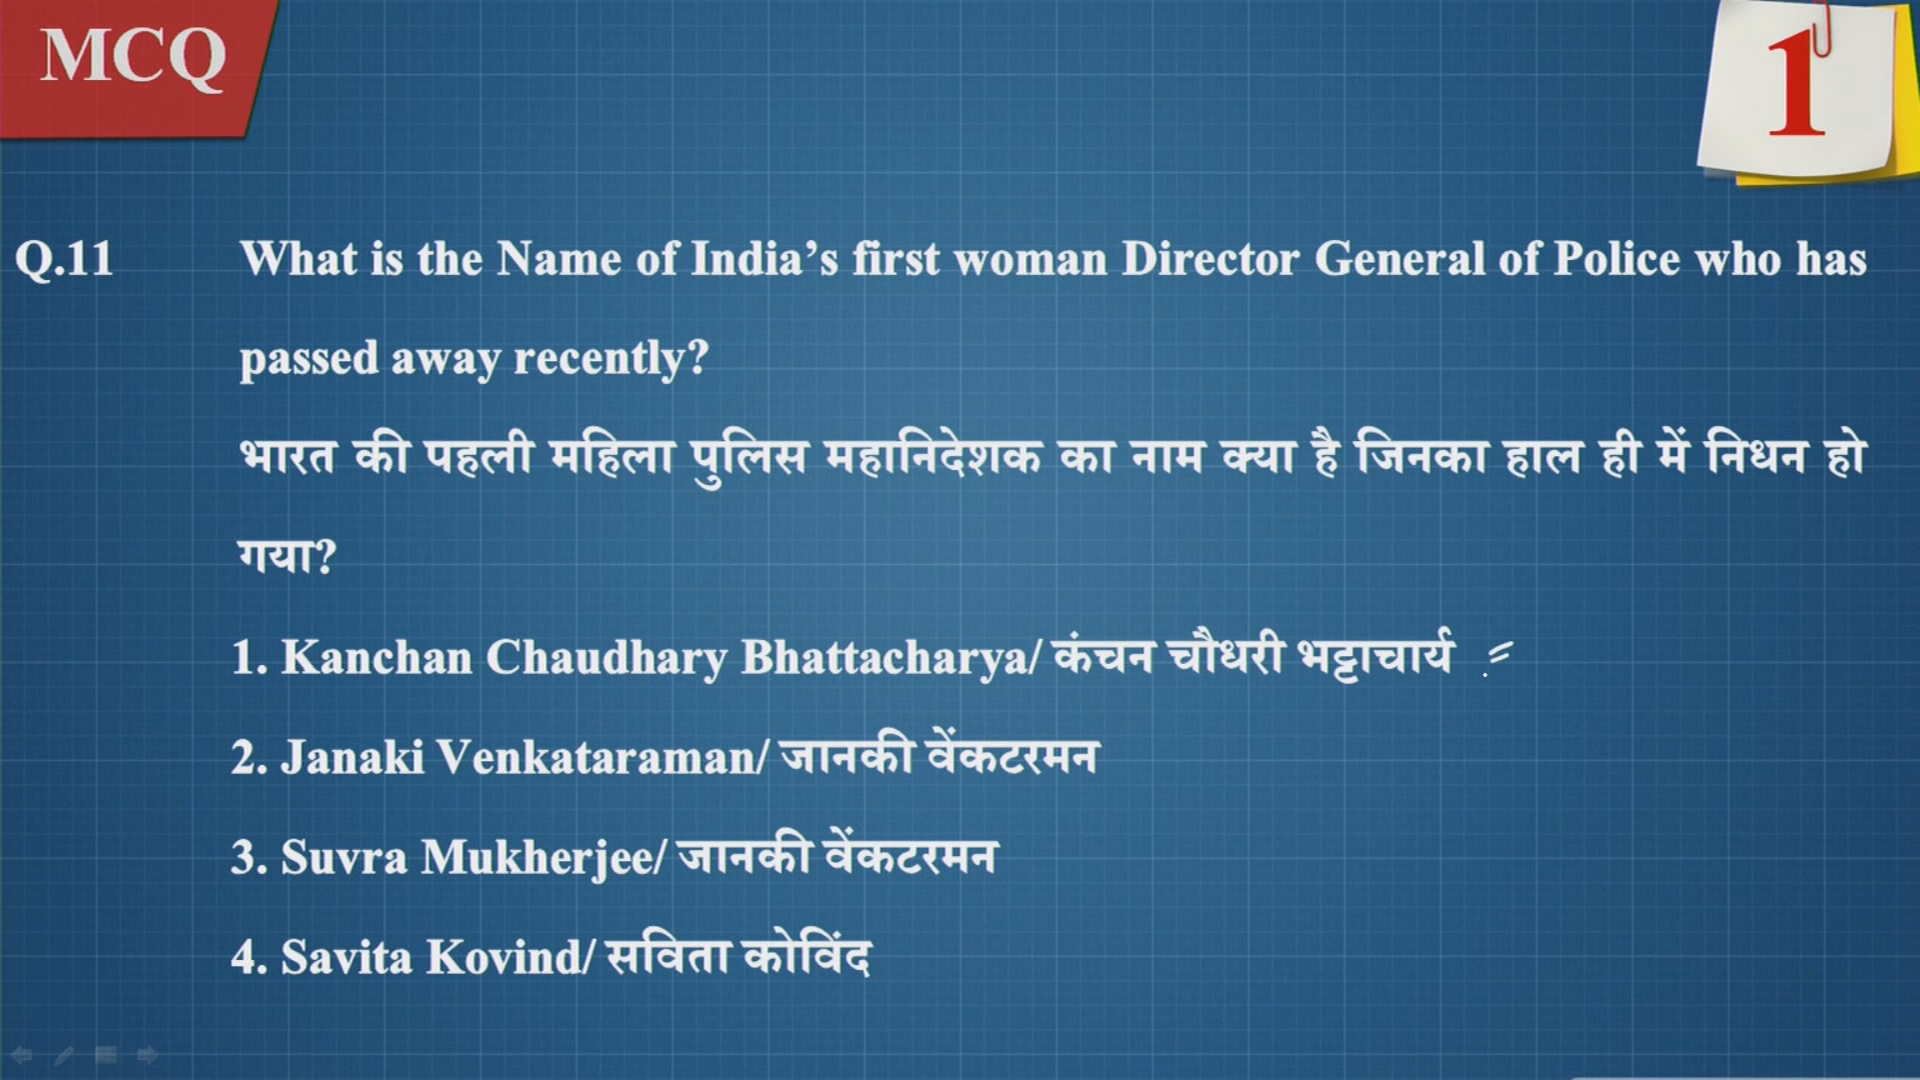 MCQ
1
Q.11 What is the Name of India’s first woman Director General of Police who has
passed away recently?
भारत की पहली महिला पुलिस महानिदेशक का नाम क्या है जिनका हाल ही में निधन हो
गया?
1. Kanchan Chaudhary Bhattacharya/ कंचन चौधरी भट्टाचार्य
2. Janaki Venkataraman/ जानकी वेंकटरमन
3. Suvra Mukherjee/ जानकी वेंकटरमन
4. Savita Kovind/ सविता कोविंद